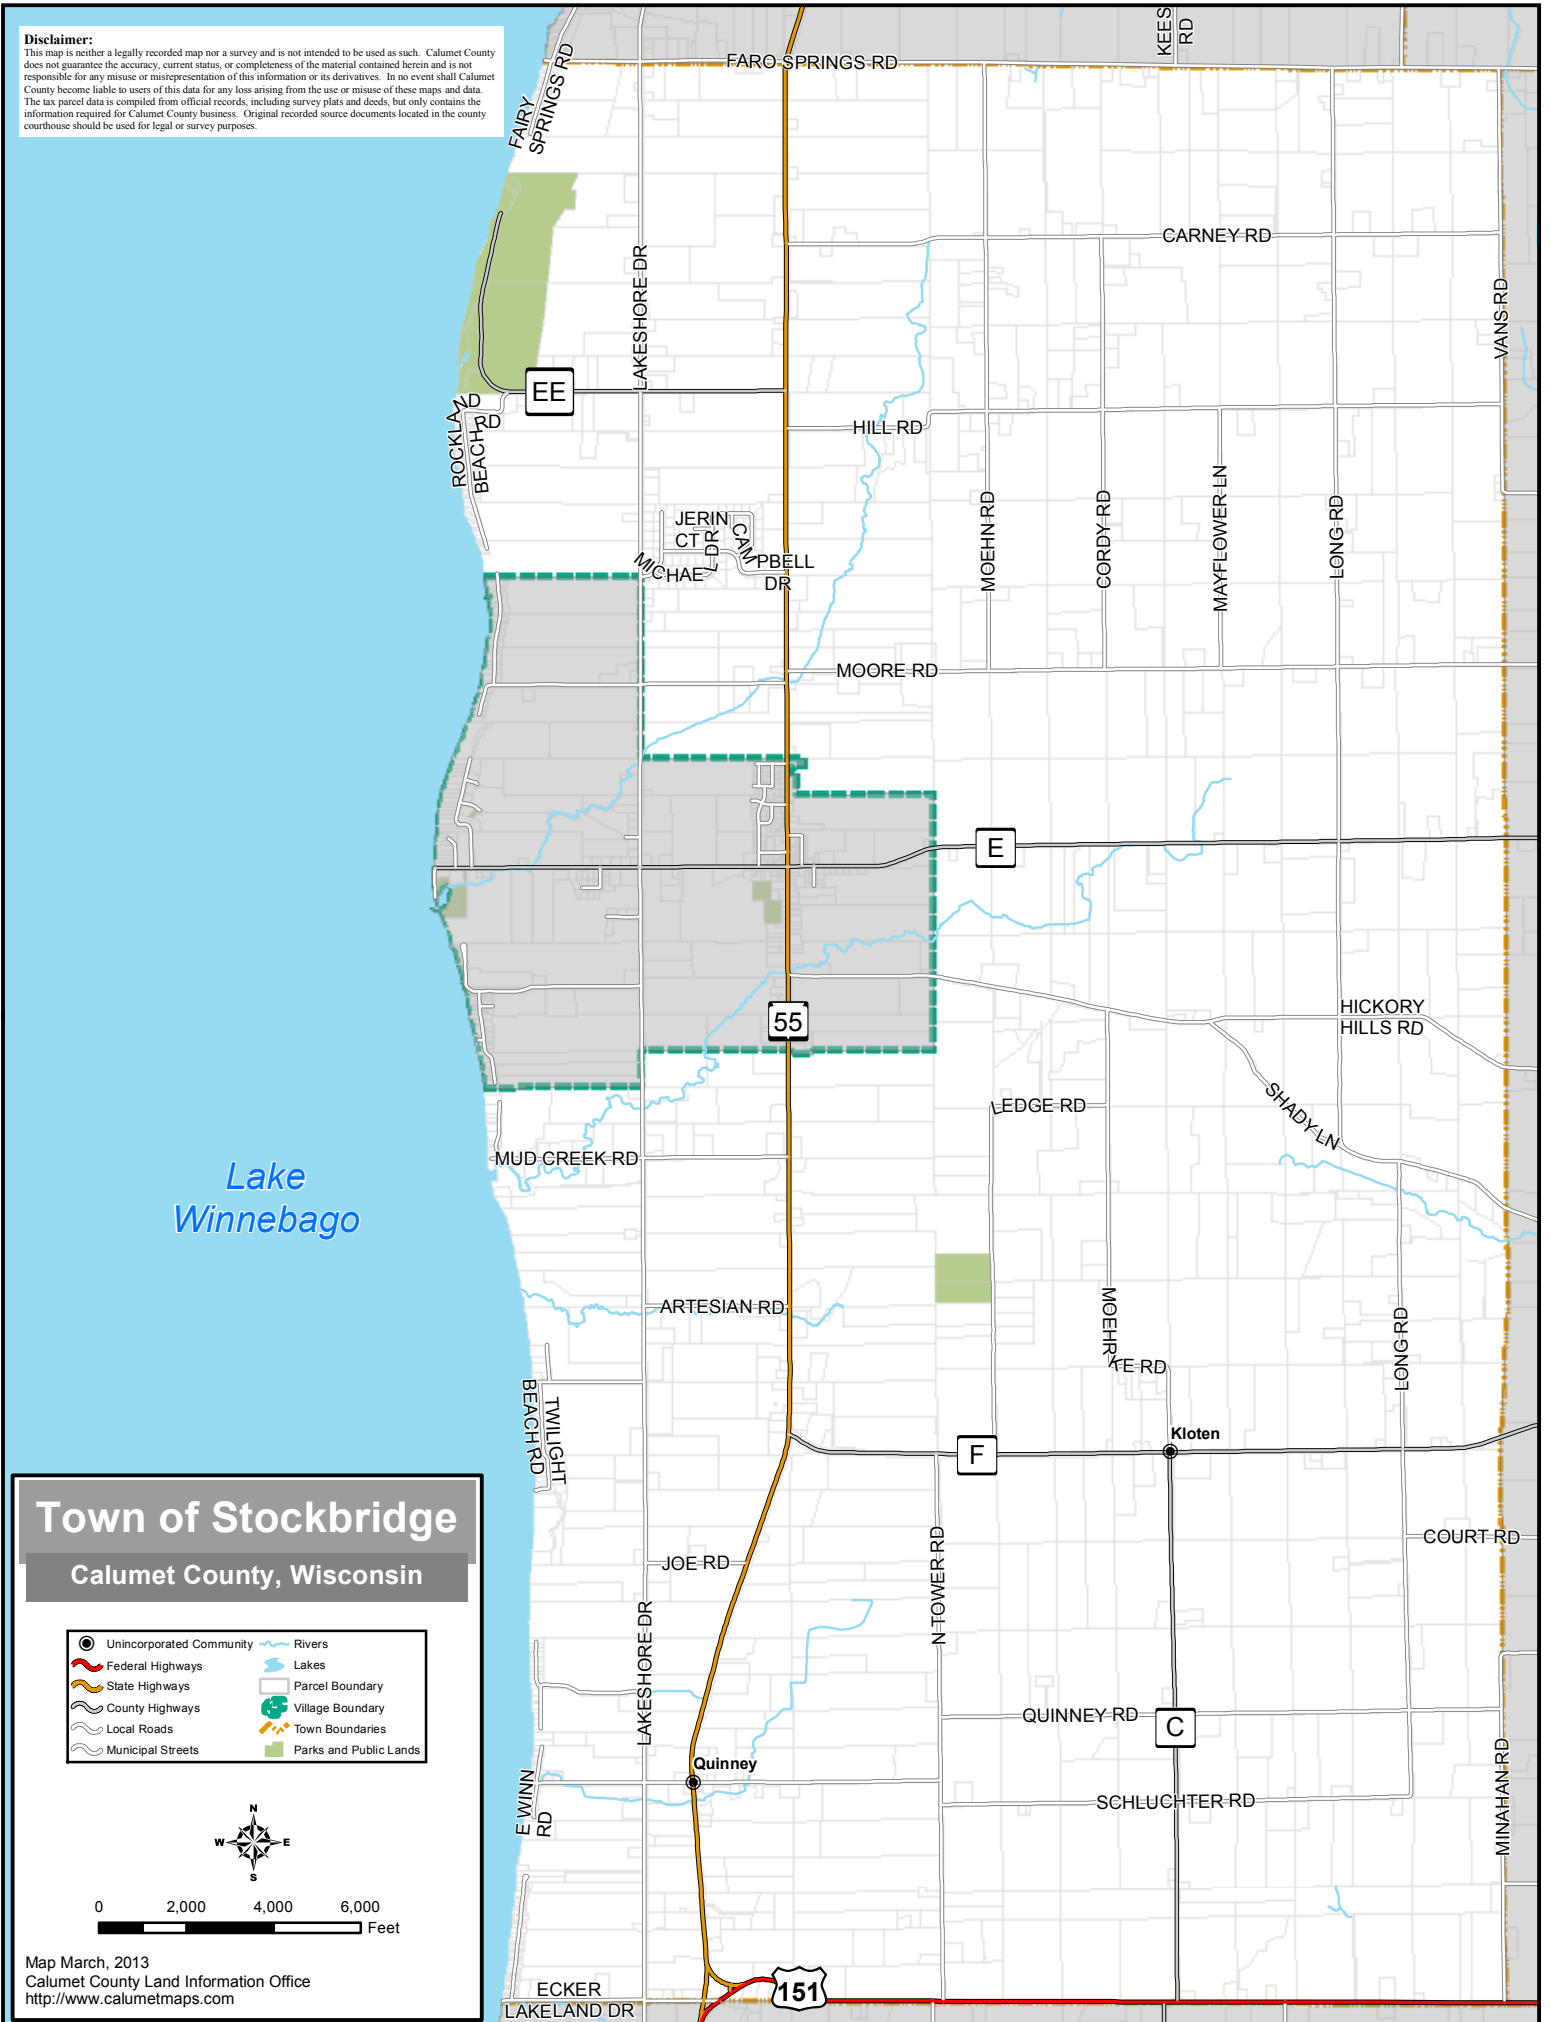 Disclaimer:
This map is neither a legally recorded map nor a survey and is not intended to be used as such. Calumet County
does not guarantee the accuracy, current status, or completeness of the material contained herein and is not
responsible for any misuse or misrepresentation of this information or its derivatives. In no event shall Calumet
County become liable to users of this data for any loss arising from the use or misuse of these maps and data.
The tax parcel data is compiled from official records, including survey plats and deeds, but only contains the
information required for Calumet County business. Original recorded source documents located in the county
courthouse should be used for legal or survey purposes.
KEES
RD
FARO SPRINGS RD
FAIRY
SPRINGS RD
CARNEY RD
LAKESHORE DR
VANS RD
EE
ROCKLAND
BEACH RD
HILL RD
MOEHN RD
CORDY RD
MAYFLOWER LN
LONG RD
JERIN
CT
MICHAEL DR
CAMPBELL
DR
MOORE RD
E
55
HICKORY
HILLS RD
LEDGE RD
SHADY LN
MUD CREEK RD
Lake
Winnebago
ARTESIAN RD
MOEHRKE RD
LONG RD
TWILIGHT
BEACH RD
Kloten
F
COURT RD
JOE RD
N TOWER RD
LAKESHORE DR
QUINNEY RD
C
Quinney
E WINN
RD
SCHLUCHTER RD
MINAHAN RD
151
ECKER
LAKELAND DR
Town of Stockbridge
Calumet County, Wisconsin
Unincorporated Community
Federal Highways
State Highways
County Highways
Local Roads
Municipal Streets
Rivers
Lakes
Parcel Boundary
Village Boundary
Town Boundaries
Parks and Public Lands
N
W E
S
0 2,000 4,000 6,000
Feet
Map March, 2013
Calumet County Land Information Office
http://www.calumetmaps.com